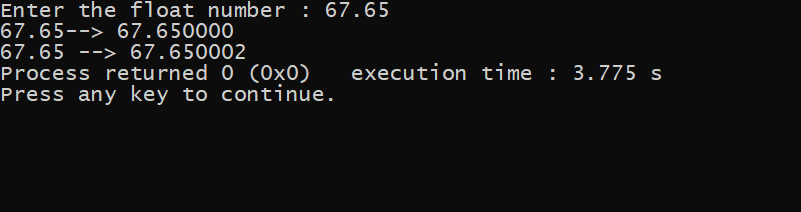 Enter the float number : 67.65
67.65--> 67.650000
67.65 --> 67.650002
Process returned 0 (0x0)   execution time : 3.775 s
Press any key to continue.